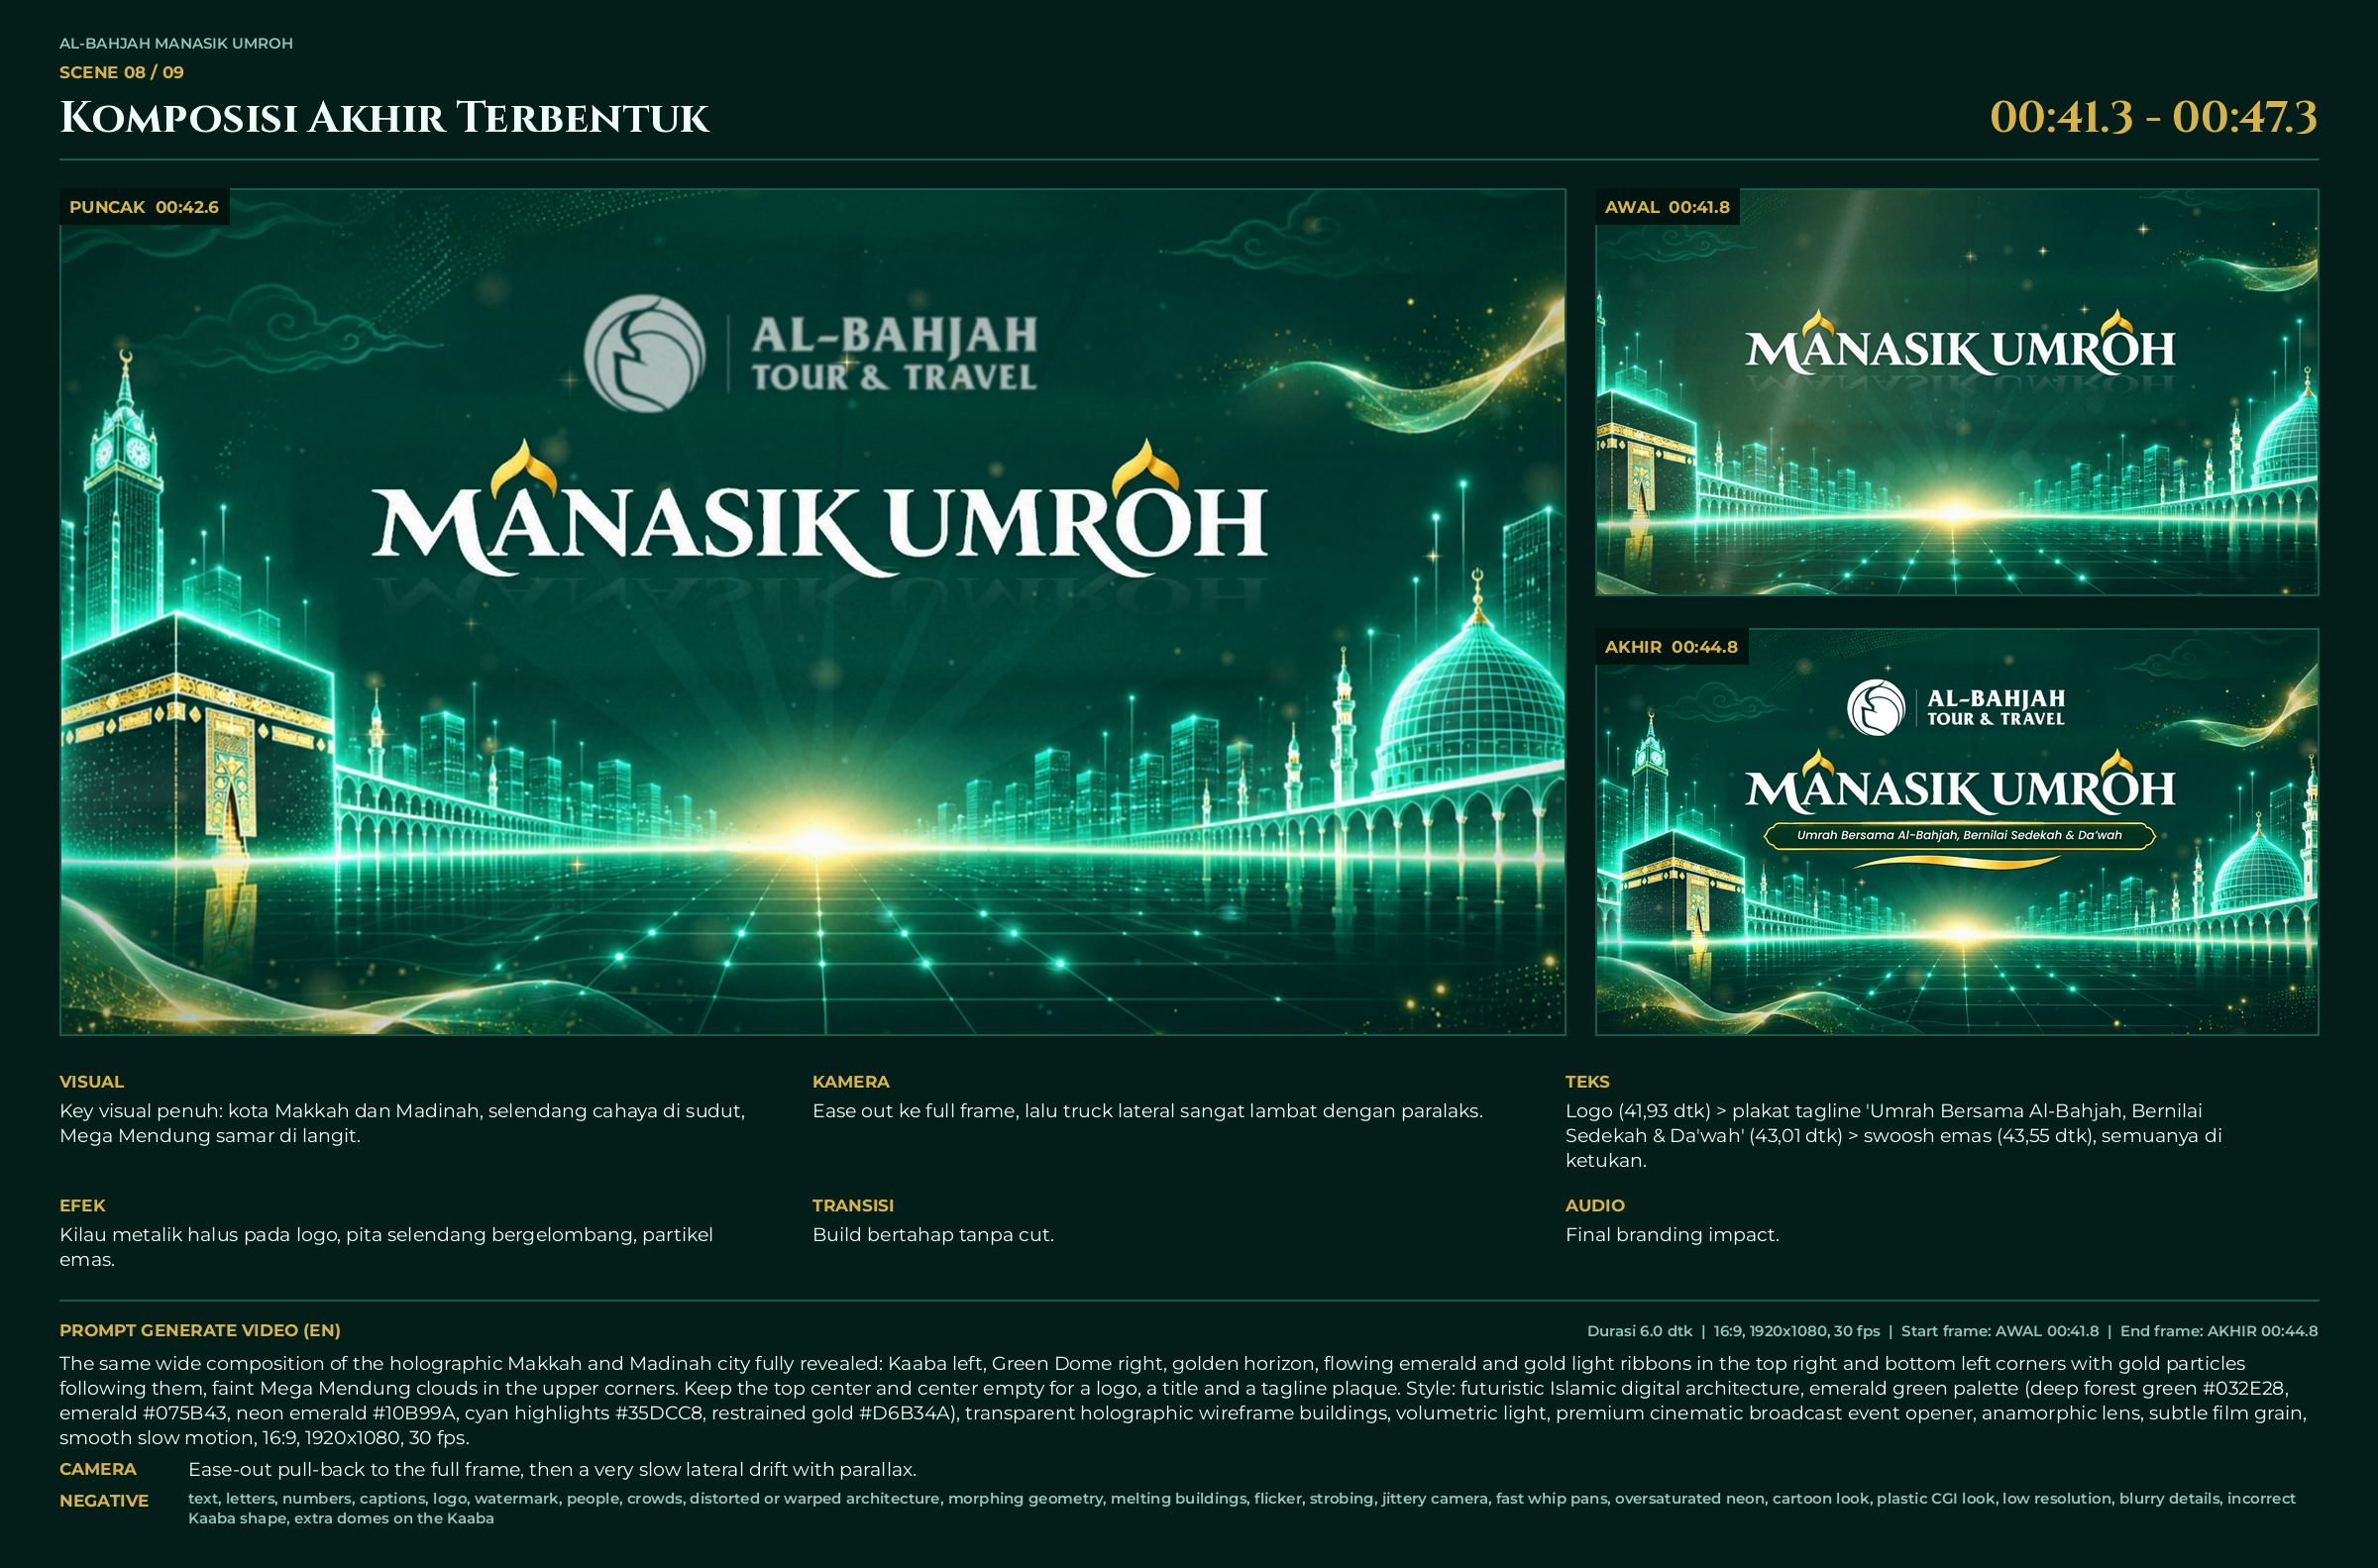 AL-BAHJAH MANASIK UMROH
SCENE 08 / 09
KOMPOSISI AKHIR TERBENTUK
00:41.3 - 00:47.3
PUNCAK 00:42.6
AL-BAHJAH
TOUR & TRAVEL
MANASIK UMROH
AWAL 00:41.8
MANASIK UMROH
AKHIR 00:44.8
AL-BAHJAH
TOUR & TRAVEL
MANASIK UMROH
Umrah Bersama Al-Bahjah, Bernilai Sedekah & Da'wah
VISUAL
Key visual penuh: kota Makkah dan Madinah, selendang cahaya di sudut,
Mega Mendung samar di langit.
KAMERA
Ease out ke full frame, lalu truck lateral sangat lambat dengan paralaks.
TEKS
Logo (41,93 dtk) > plakat tagline 'Umrah Bersama Al-Bahjah, Bernilai
Sedekah & Da'wah' (43,01 dtk) > swoosh emas (43,55 dtk), semuanya di
ketukan.
EFEK
Kilau metalik halus pada logo, pita selendang bergelombang, partikel
emas.
TRANSISI
Build bertahap tanpa cut.
AUDIO
Final branding impact.
PROMPT GENERATE VIDEO (EN)
Durasi 6.0 dtk | 16:9, 1920x1080, 30 fps | Start frame: AWAL 00:41.8 | End frame: AKHIR 00:44.8
The same wide composition of the holographic Makkah and Madinah city fully revealed: Kaaba left, Green Dome right, golden horizon, flowing emerald and gold light ribbons in the top right and bottom left corners with gold particles
following them, faint Mega Mendung clouds in the upper corners. Keep the top center and center empty for a logo, a title and a tagline plaque. Style: futuristic Islamic digital architecture, emerald green palette (deep forest green #032E28,
emerald #075B43, neon emerald #10B99A, cyan highlights #35DCC8, restrained gold #D6B34A), transparent holographic wireframe buildings, volumetric light, premium cinematic broadcast event opener, anamorphic lens, subtle film grain,
smooth slow motion, 16:9, 1920x1080, 30 fps.
CAMERA
Ease-out pull-back to the full frame, then a very slow lateral drift with parallax.
NEGATIVE
text, letters, numbers, captions, logo, watermark, people, crowds, distorted or warped architecture, morphing geometry, melting buildings, flicker, strobing, jittery camera, fast whip pans, oversaturated neon, cartoon look, plastic CGI look, low resolution, blurry details, incorrect
Kaaba shape, extra domes on the Kaaba